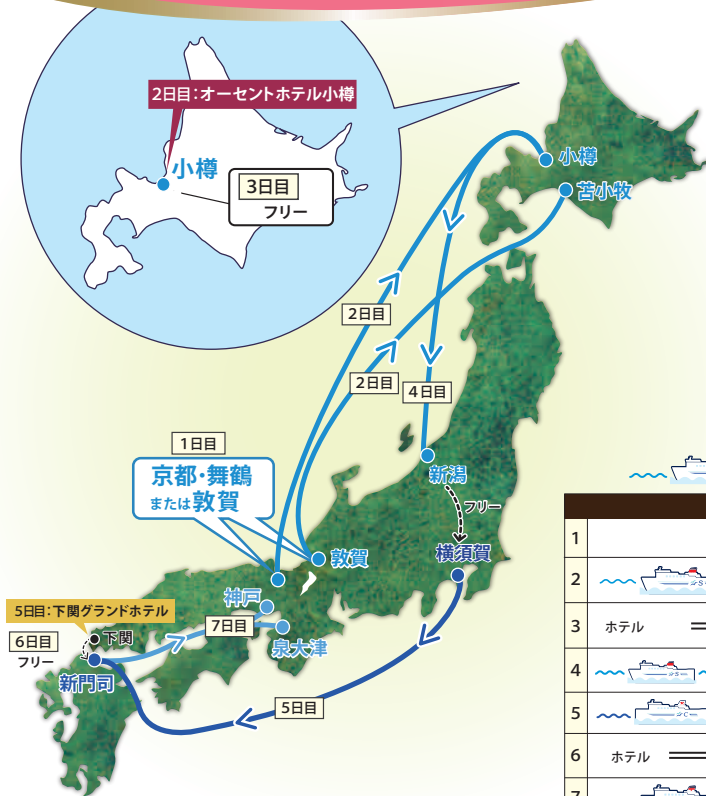 2日目:オーセントホテル小樽
小樽
3日目
フリー
小樽
苫小牧
2日目
2日目
4日目
1日目
京都・舞鶴
または敦賀
新潟
フリー
敦賀
横須賀
神戸
7日目
泉大津
5日目:下関グランドホテル
6日目
フリー
下関
新門司
5日目
1
2
3 ホテル
4
5
6 ホテル
7